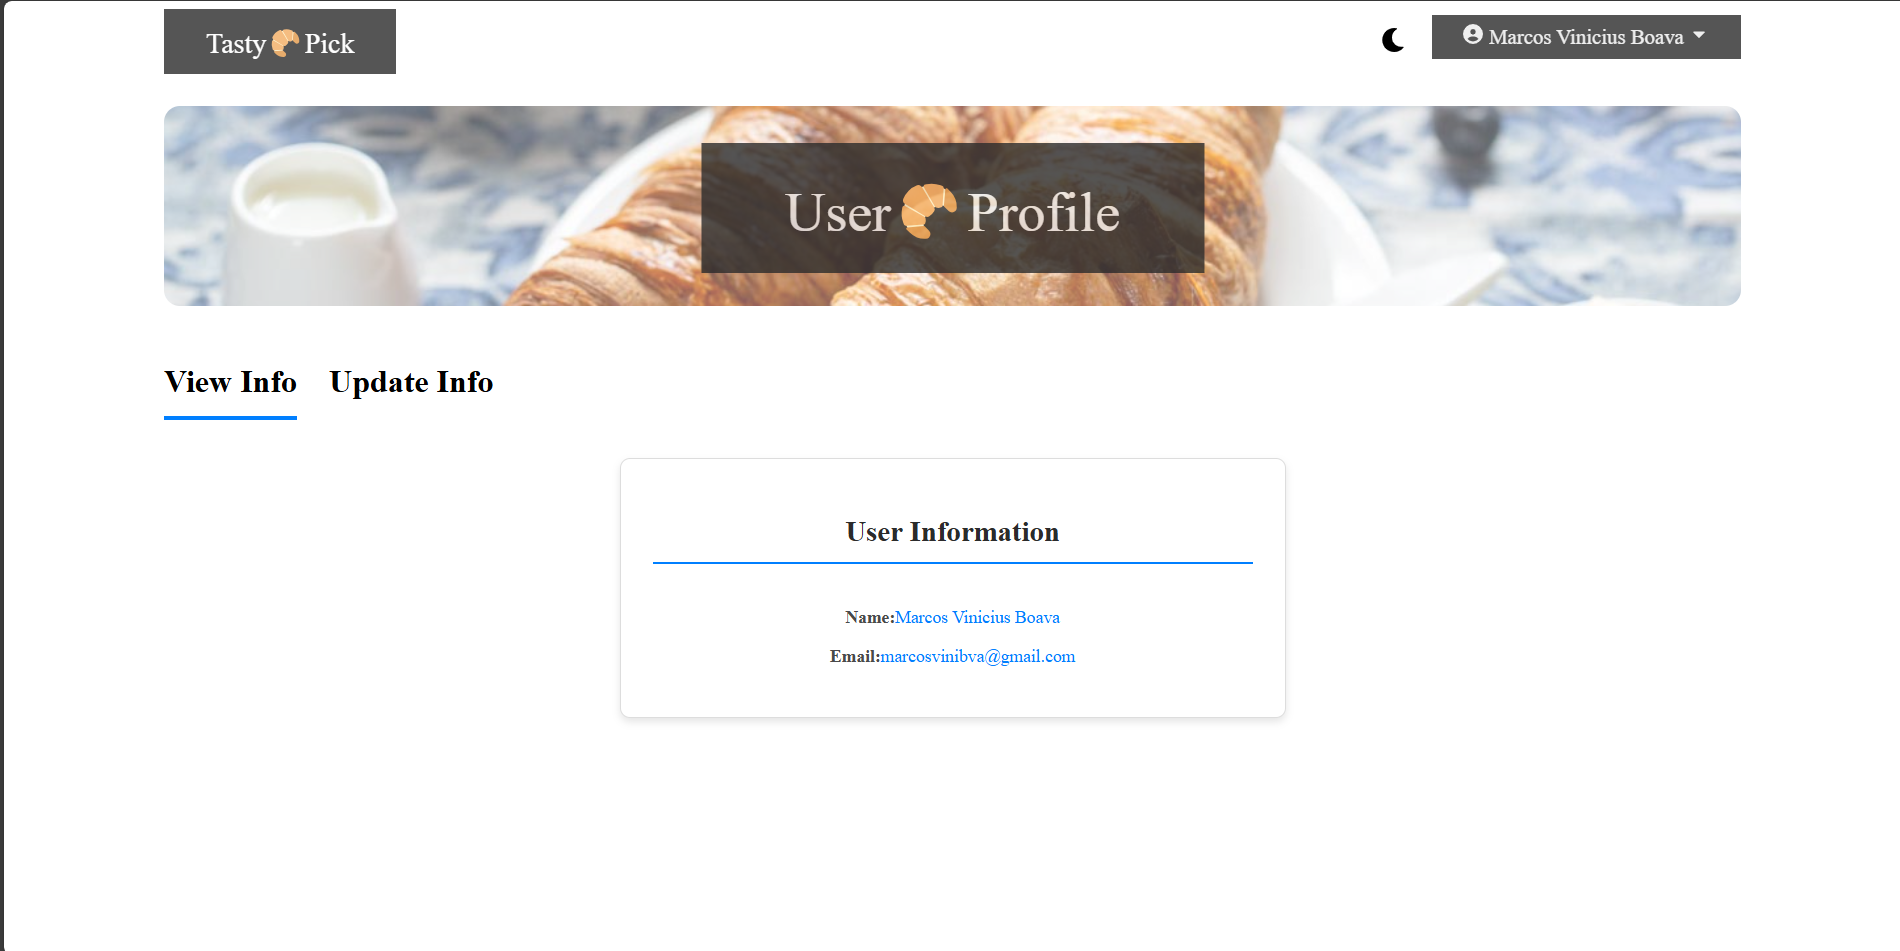 Tasty Pick
Marcos Vinicius Boava
User Profile
View Info Update Info
User Information
Name:Marcos Vinicius Boava
Email:marcosvinibva@gmail.com